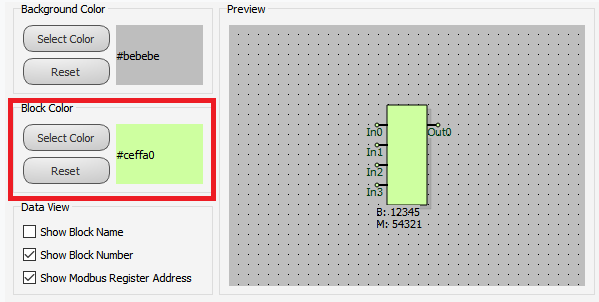 Background Color
Select Color
#bebebe
Reset
Block Color
Select Color
#ceffa0
Reset
Data View
Show Block Name
Show Block Number
Show Modbus Register Address
Preview
In0
Out0
In1
In2
In3
B: 12345
M: 54321